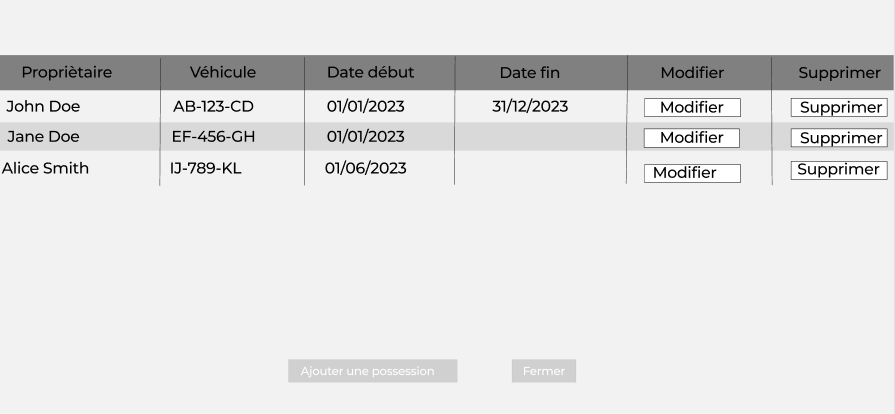 Propriètaire Véhicule Date début Date fin Modifier Supprimer
John Doe AB-123-CD 01/01/2023 31/12/2023 Modifier Supprimer
Jane Doe EF-456-GH 01/01/2023 Modifier Supprimer
Alice Smith IJ-789-KL 01/06/2023 Modifier Supprimer
Ajouter une possession Fermer